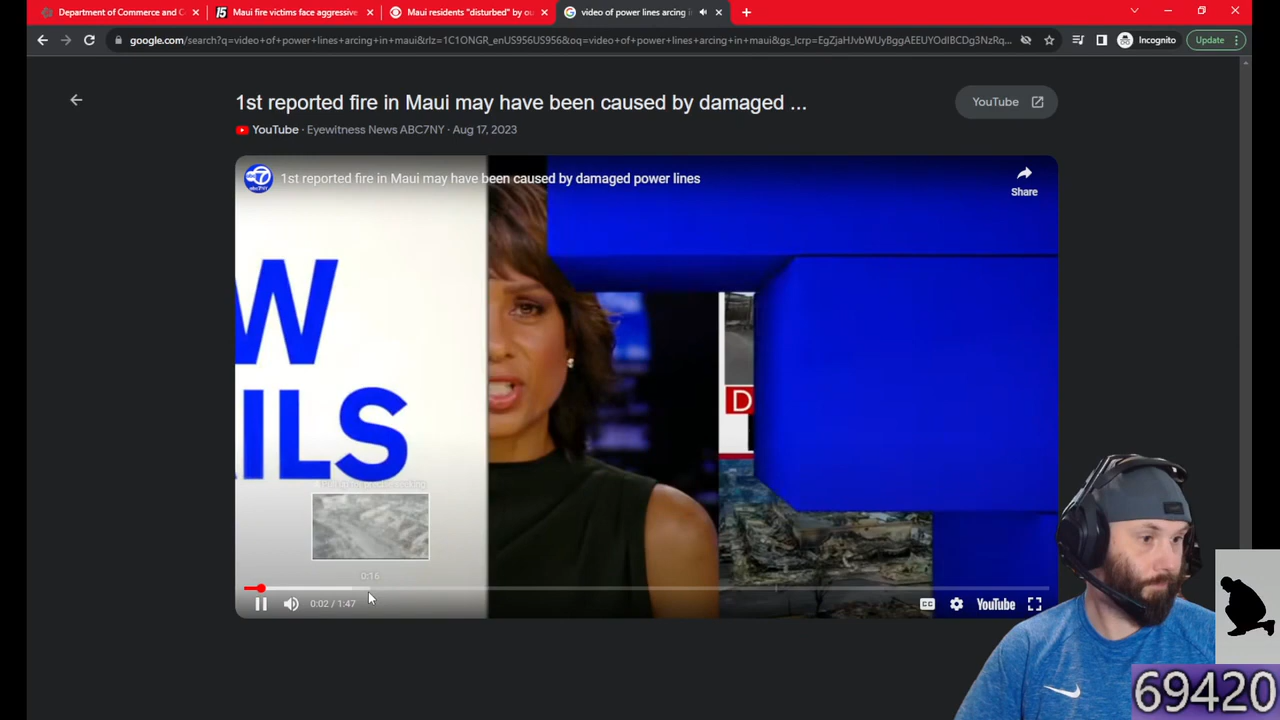 Department of Commerce and C
Maui fire victims face aggressive
Maui residents "disturbed" by ou
video of power lines arcing i
google.com/search?q=video+of+power+lines+arcing+in+maui&rlz=1C1ONGR_enUS956US956&oq=video+of+power+lines+arcing+in+maui&gs_lcrp=EgZjaHJvbWUyBggAEEUYOdIBCDg3NzRq...
Incognito
Update
1st reported fire in Maui may have been caused by damaged ...
YouTube
YouTube · Eyewitness News ABC7NY · Aug 17, 2023
1st reported fire in Maui may have been caused by damaged power lines
Share
W
ILS
D
0:16
0:02 / 1:47
CC
YouTube
69420